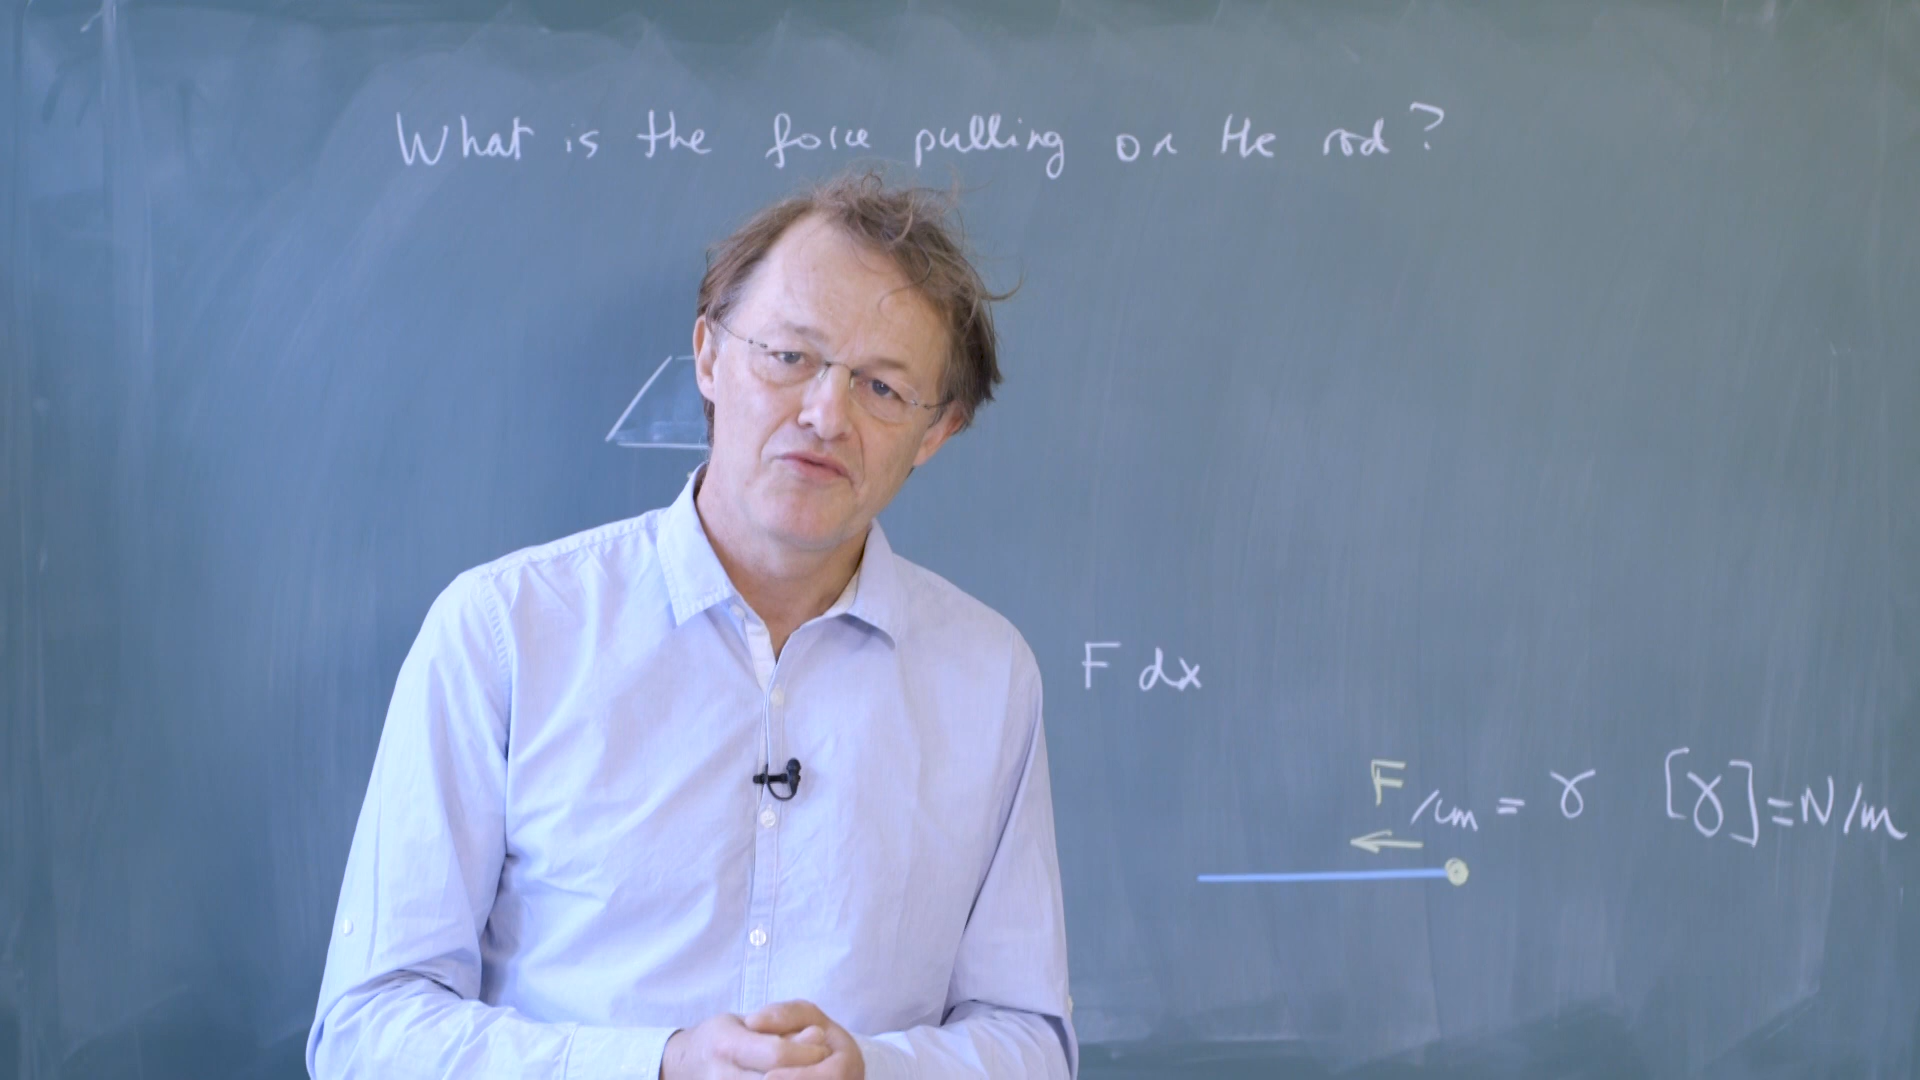 What is the force pulling on the rod?
F dx
F/cm = γ [γ]=N/m